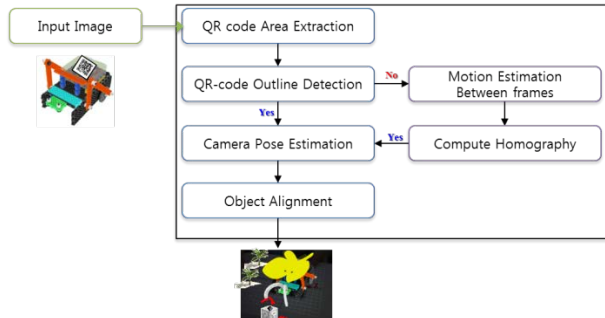 Input Image
QR code Area Extraction
QR-code Outline Detection
No
Motion Estimation
Between frames
Yes
Camera Pose Estimation
Yes
Compute Homography
Object Alignment